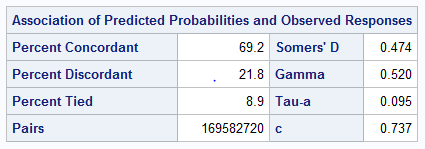 Association of Predicted Probabilities and Observed Responses
Percent Concordant 69.2 Somers' D 0.474
Percent Discordant 21.8 Gamma 0.520
Percent Tied 8.9 Tau-a 0.095
Pairs 169582720 c 0.737